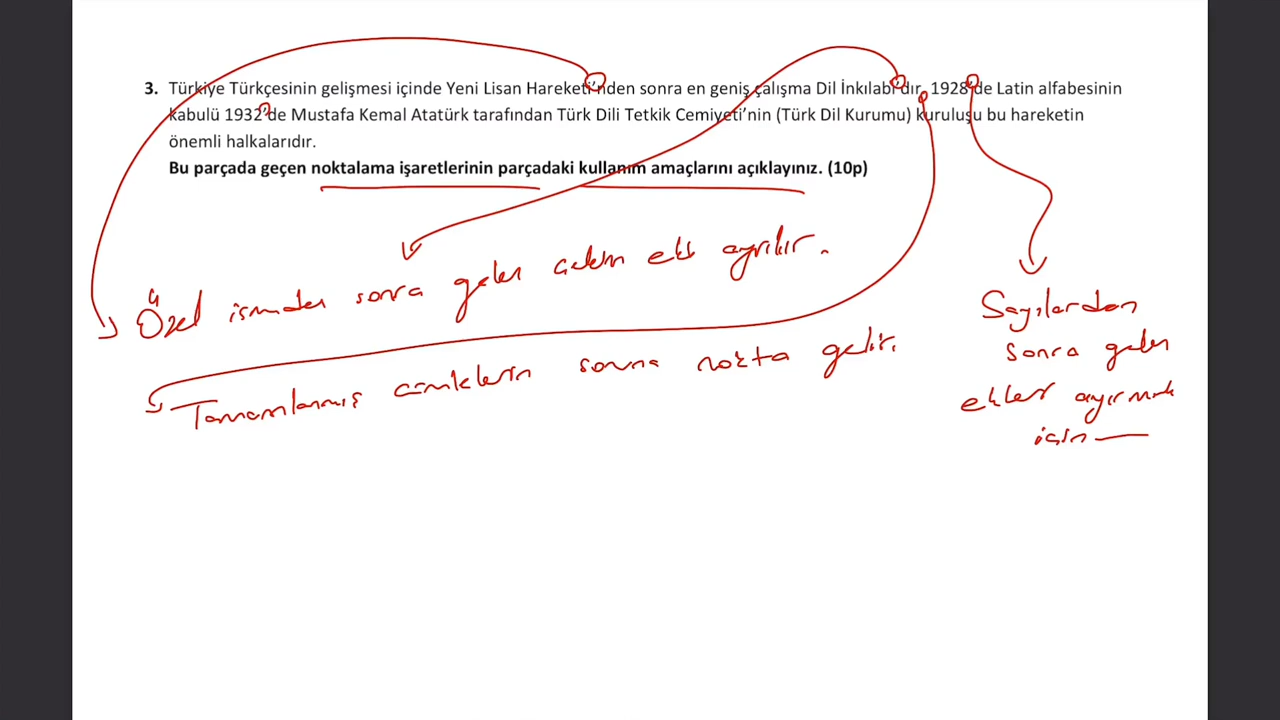 3. Türkiye Türkçesinin gelişmesi içinde Yeni Lisan Hareketi'nden sonra en geniş çalışma Dil İnkılabı'dır. 1928'de Latin alfabesinin
kabulü 1932'de Mustafa Kemal Atatürk tarafından Türk Dili Tetkik Cemiyeti'nin (Türk Dil Kurumu) kuruluşu bu hareketin
önemli halkalarıdır.
Bu parçada geçen noktalama işaretlerinin parçadaki kullanım amaçlarını açıklayınız. (10p)
Özel isimden sonra gelen çekim eki ayrılır.
Tamamlanmış cümlelerin sonuna nokta gelir.
Sayılardan
sonra gelen
ekler ayırmak
için